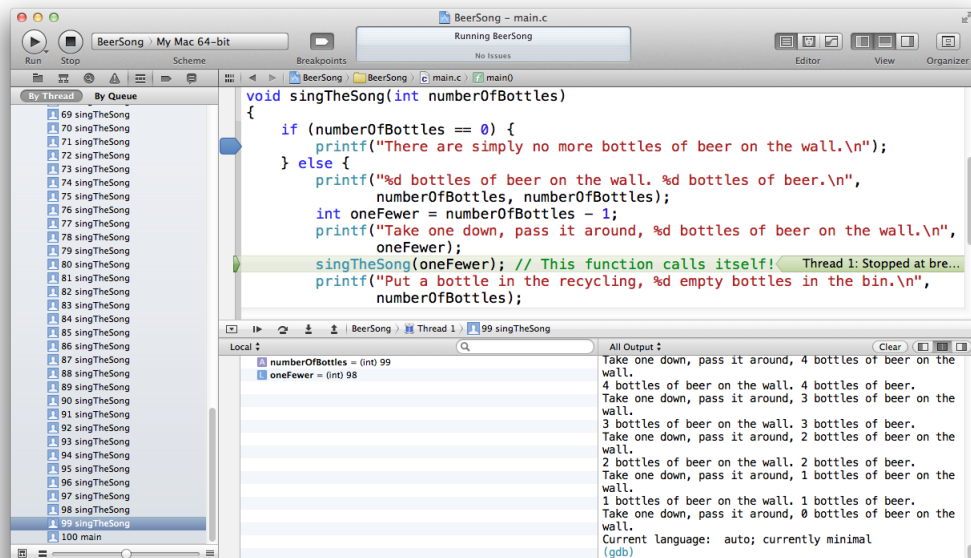 BeerSong – main.c
BeerSong › My Mac 64-bit
Running BeerSong
No Issues
Run Stop Scheme Breakpoints Editor View Organizer
By Thread By Queue
BeerSong › BeerSong › main.c › main()
69 singTheSong
70 singTheSong
71 singTheSong
72 singTheSong
73 singTheSong
74 singTheSong
75 singTheSong
76 singTheSong
77 singTheSong
78 singTheSong
79 singTheSong
80 singTheSong
81 singTheSong
82 singTheSong
83 singTheSong
84 singTheSong
85 singTheSong
86 singTheSong
87 singTheSong
88 singTheSong
89 singTheSong
90 singTheSong
91 singTheSong
92 singTheSong
93 singTheSong
94 singTheSong
95 singTheSong
96 singTheSong
97 singTheSong
98 singTheSong
99 singTheSong
100 main
void singTheSong(int numberOfBottles)
{
if (numberOfBottles == 0) {
printf("There are simply no more bottles of beer on the wall.\n");
} else {
printf("%d bottles of beer on the wall. %d bottles of beer.\n",
numberOfBottles, numberOfBottles);
int oneFewer = numberOfBottles - 1;
printf("Take one down, pass it around, %d bottles of beer on the wall.\n",
oneFewer);
singTheSong(oneFewer); // This function calls itself! Thread 1: Stopped at bre...
printf("Put a bottle in the recycling, %d empty bottles in the bin.\n",
numberOfBottles);
BeerSong › Thread 1 › 99 singTheSong
Local
A numberOfBottles = (int) 99
L oneFewer = (int) 98
All Output Clear
Take one down, pass it around, 4 bottles of beer on the
wall.
4 bottles of beer on the wall. 4 bottles of beer.
Take one down, pass it around, 3 bottles of beer on the
wall.
3 bottles of beer on the wall. 3 bottles of beer.
Take one down, pass it around, 2 bottles of beer on the
wall.
2 bottles of beer on the wall. 2 bottles of beer.
Take one down, pass it around, 1 bottles of beer on the
wall.
1 bottles of beer on the wall. 1 bottles of beer.
Take one down, pass it around, 0 bottles of beer on the
wall.
Current language:  auto; currently minimal
(gdb)